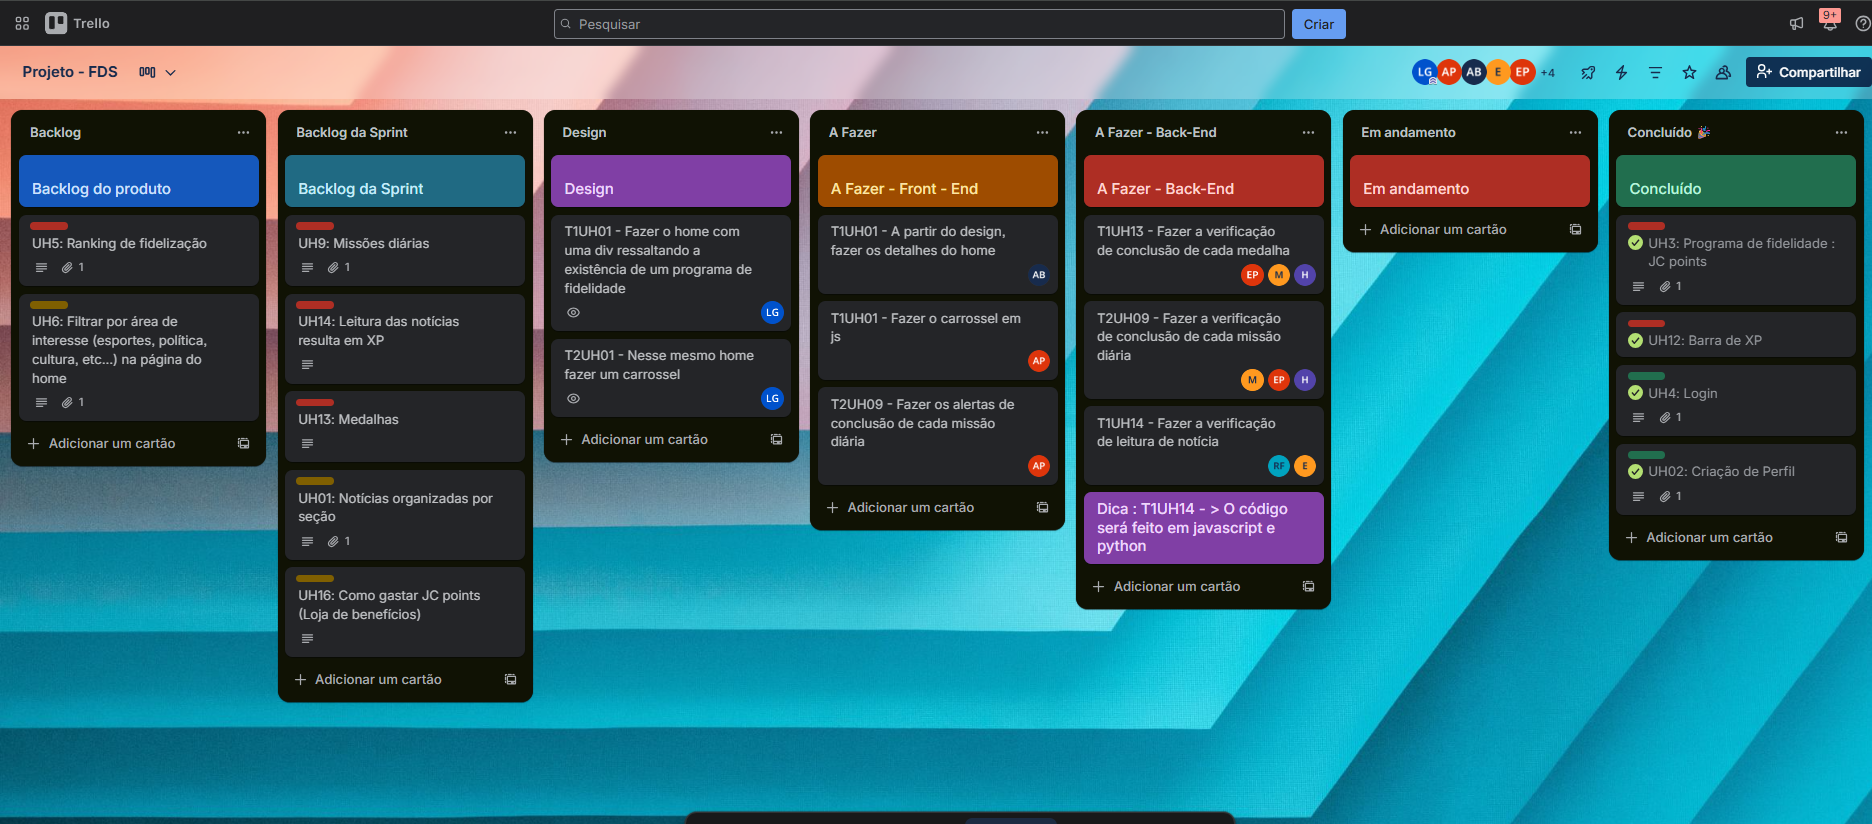 Trello
Pesquisar
Criar
9+
Projeto - FDS
LG
AP
AB
E
EP
+4
Compartilhar
Backlog
Backlog do produto
UH5: Ranking de fidelização
1
UH6: Filtrar por área de
interesse (esportes, política,
cultura, etc...) na página do
home
1
Adicionar um cartão
Backlog da Sprint
Backlog da Sprint
UH9: Missões diárias
1
UH14: Leitura das notícias
resulta em XP
UH13: Medalhas
UH01: Notícias organizadas por
seção
1
UH16: Como gastar JC points
(Loja de benefícios)
Adicionar um cartão
Design
Design
T1UH01 - Fazer o home com
uma div ressaltando a
existência de um programa de
fidelidade
LG
T2UH01 - Nesse mesmo home
fazer um carrossel
LG
Adicionar um cartão
A Fazer
A Fazer - Front - End
T1UH01 - A partir do design,
fazer os detalhes do home
AB
T1UH01 - Fazer o carrossel em
js
AP
T2UH09 - Fazer os alertas de
conclusão de cada missão
diária
AP
Adicionar um cartão
A Fazer - Back-End
A Fazer - Back-End
T1UH13 - Fazer a verificação
de conclusão de cada medalha
EP M H
T2UH09 - Fazer a verificação
de conclusão de cada missão
diária
M EP H
T1UH14 - Fazer a verificação
de leitura de notícia
RF E
Dica : T1UH14 - > O código
será feito em javascript e
python
Adicionar um cartão
Em andamento
Em andamento
Adicionar um cartão
Concluído 🎉
Concluído
UH3: Programa de fidelidade :
JC points
1
UH12: Barra de XP
UH4: Login
1
UH02: Criação de Perfil
1
Adicionar um cartão